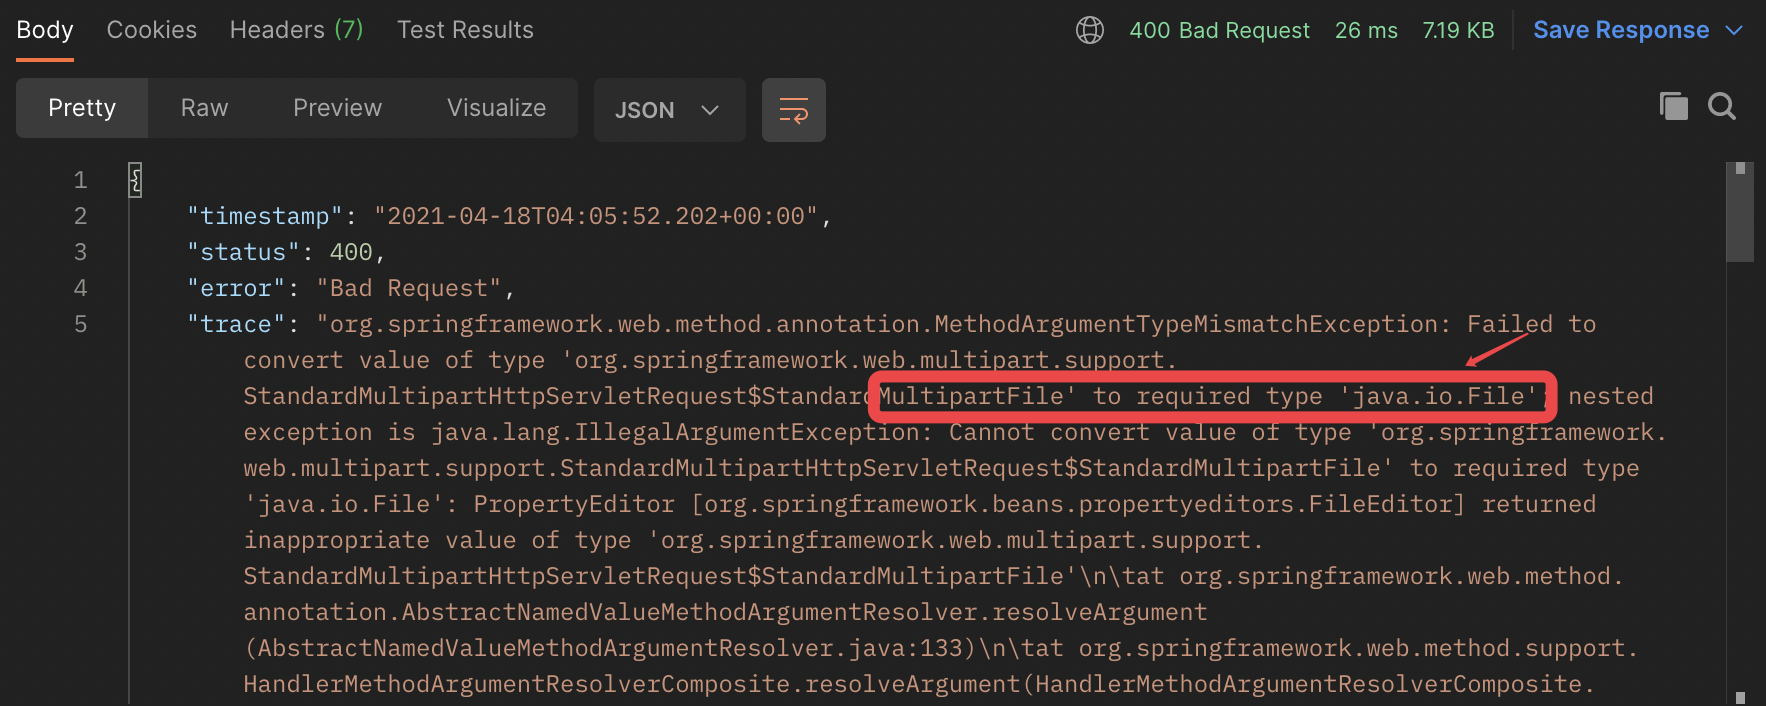 Body Cookies Headers (7) Test Results 400 Bad Request 26 ms 7.19 KB Save Response
Pretty Raw Preview Visualize JSON
1 {
2 "timestamp": "2021-04-18T04:05:52.202+00:00",
3 "status": 400,
4 "error": "Bad Request",
5 "trace": "org.springframework.web.method.annotation.MethodArgumentTypeMismatchException: Failed to
convert value of type 'org.springframework.web.multipart.support.
StandardMultipartHttpServletRequest$StandardMultipartFile' to required type 'java.io.File'; nested
exception is java.lang.IllegalArgumentException: Cannot convert value of type 'org.springframework.
web.multipart.support.StandardMultipartHttpServletRequest$StandardMultipartFile' to required type
'java.io.File': PropertyEditor [org.springframework.beans.propertyeditors.FileEditor] returned
inappropriate value of type 'org.springframework.web.multipart.support.
StandardMultipartHttpServletRequest$StandardMultipartFile'\n\tat org.springframework.web.method.
annotation.AbstractNamedValueMethodArgumentResolver.resolveArgument
(AbstractNamedValueMethodArgumentResolver.java:133)\n\tat org.springframework.web.method.support.
HandlerMethodArgumentResolverComposite.resolveArgument(HandlerMethodArgumentResolverComposite.